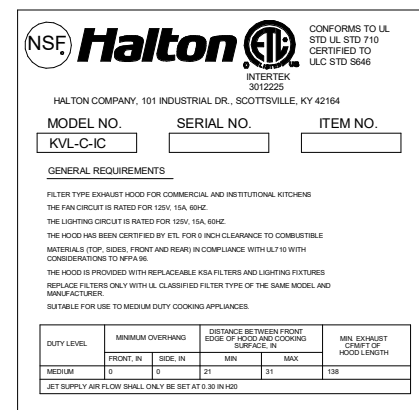 NSF
Halton
ETL
LISTED
US
INTERTEK
3012225
CONFORMS TO UL
STD UL STD 710
CERTIFIED TO
ULC STD S646
HALTON COMPANY, 101 INDUSTRIAL DR., SCOTTSVILLE, KY 42164
MODEL NO. SERIAL NO. ITEM NO.
KVL-C-IC
GENERAL REQUIREMENTS
FILTER TYPE EXHAUST HOOD FOR COMMERCIAL AND INSTITUTIONAL KITCHENS
THE FAN CIRCUIT IS RATED FOR 125V, 15A, 60HZ.
THE LIGHTING CIRCUIT IS RATED FOR 125V, 15A, 60HZ.
THE HOOD HAS BEEN CERTIFIED BY ETL FOR 0 INCH CLEARANCE TO COMBUSTIBLE
MATERIALS (TOP, SIDES, FRONT AND REAR) IN COMPLIANCE WITH UL710 WITH
CONSIDERATIONS TO NFPA 96.
THE HOOD IS PROVIDED WITH REPLACEABLE KSA FILTERS AND LIGHTING FIXTURES
REPLACE FILTERS ONLY WITH UL CLASSIFIED FILTER TYPE OF THE SAME MODEL AND
MANUFACTURER.
SUITABLE FOR USE TO MEDIUM DUTY COOKING APPLIANCES.
DUTY LEVEL
MINIMUM OVERHANG
DISTANCE BETWEEN FRONT
EDGE OF HOOD AND COOKING
SURFACE, IN
MIN. EXHAUST
CFM/FT OF
HOOD LENGTH
FRONT, IN SIDE, IN MIN MAX
MEDIUM 0 0 21 31 138
JET SUPPLY AIR FLOW SHALL ONLY BE SET AT 0.30 IN H20